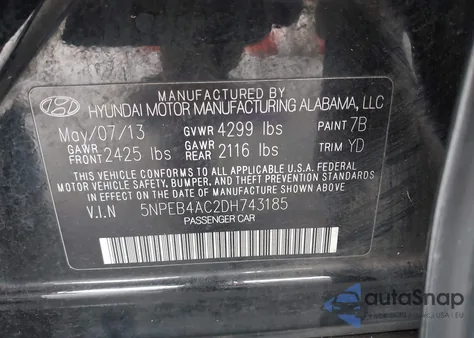 MANUFACTURED BY
HYUNDAI MOTOR MANUFACTURING ALABAMA, LLC
May/07/13 GVWR 4299 lbs PAINT 7B
GAWR FRONT 2425 lbs GAWR REAR 2116 lbs TRIM YD
THIS VEHICLE CONFORMS TO ALL APPLICABLE U.S.A. FEDERAL
MOTOR VEHICLE SAFETY, BUMPER, AND THEFT PREVENTION STANDARDS
IN EFFECT ON THE DATE OF MANUFACTURE SHOWN ABOVE.
V.I.N 5NPEB4AC2DH743185
PASSENGER CAR
autoSnap